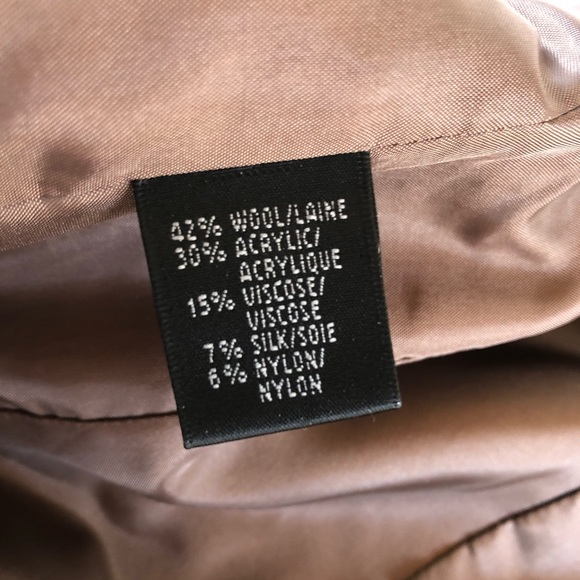 42% WOOL/LAINE
30% ACRYLIC/
ACRYLIQUE
15% VISCOSE/
VISCOSE
7% SILK/SOIE
6% NYLON/
NYLON